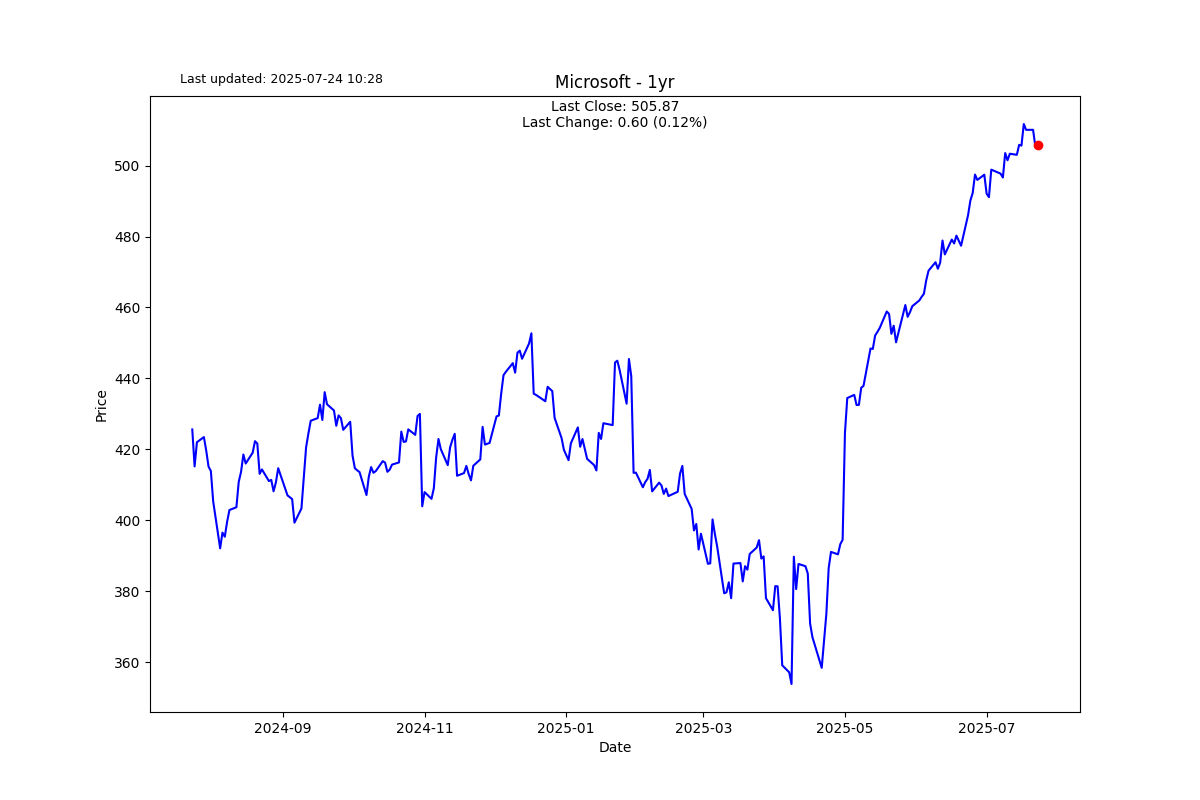 Last updated: 2025-07-24 10:28
Microsoft - 1yr
Last Close: 505.87
Last Change: 0.60 (0.12%)
Price
500
480
460
440
420
400
380
360
2024-09
2024-11
2025-01
2025-03
2025-05
2025-07
Date